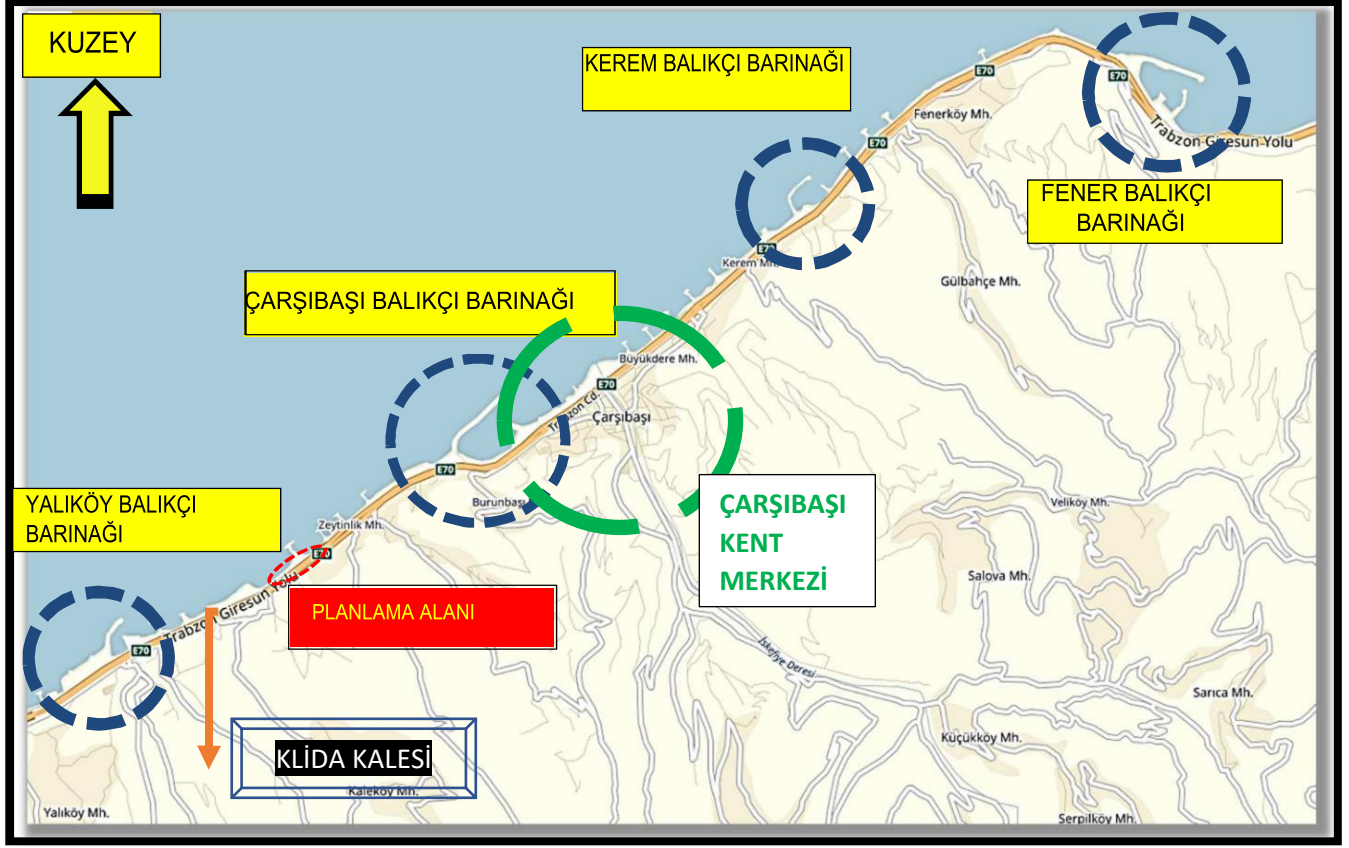 KUZEY
KEREM BALIKÇI BARINAĞI
E70
E70
Fenerköy Mh.
Trabzon Giresun Yolu
E70
FENER BALIKÇI
BARINAĞI
E70
Kerem Mh.
Gülbahçe Mh.
ÇARŞIBAŞI BALIKÇI BARINAĞI
Büyükdere Mh.
E70
Trabzon Cd.
Çarşıbaşı
E70
Burunbaşı
ÇARŞIBAŞI
KENT
MERKEZİ
Veliköy Mh.
YALIKÖY BALIKÇI
BARINAĞI
Zeytinlik Mh.
E70
Salova Mh.
Trabzon Giresun Yolu
PLANLAMA ALANI
E70
İskefiye Deresi
Sarıca Mh.
KLİDA KALESİ
Küçükköy Mh.
Kaleköy Mh.
Yalıköy Mh.
Serpilköy Mh.